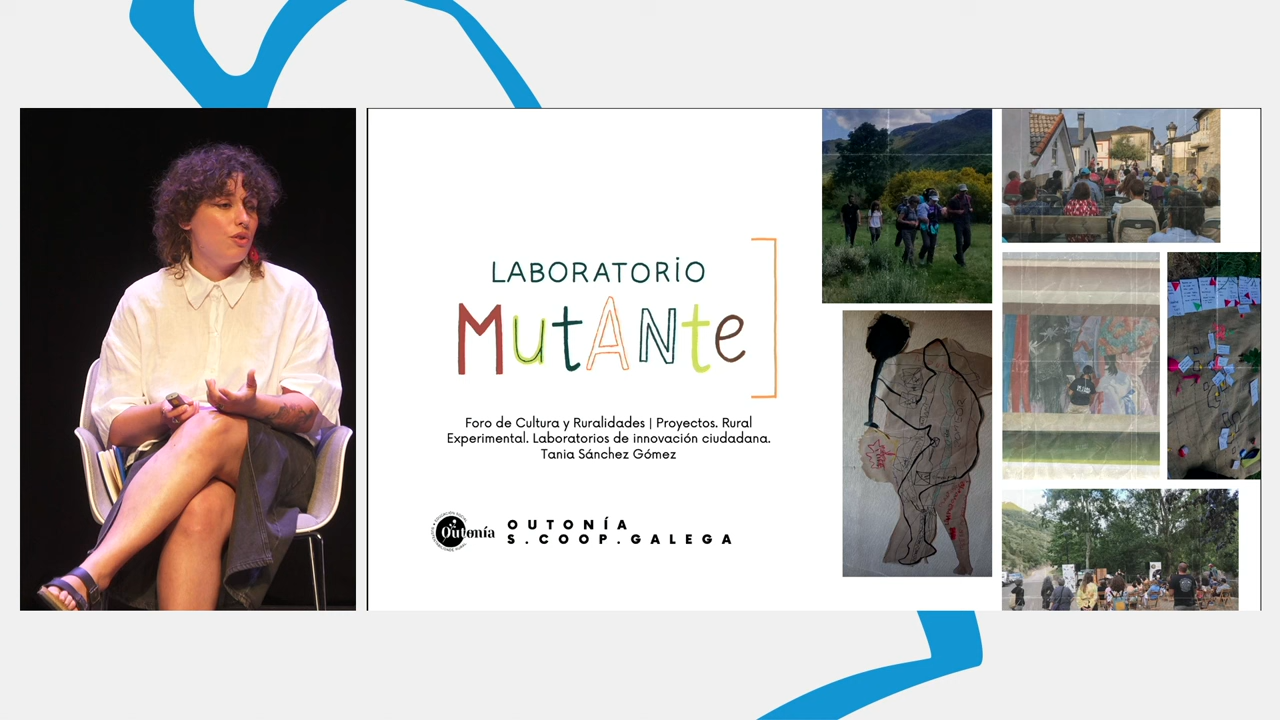 LABORATORIO
MutANte
Foro de Cultura y Ruralidades | Proyectos. Rural
Experimental. Laboratorios de innovación ciudadana.
Tania Sánchez Gómez
Outonía
OUTONÍA
S.COOP.GALEGA